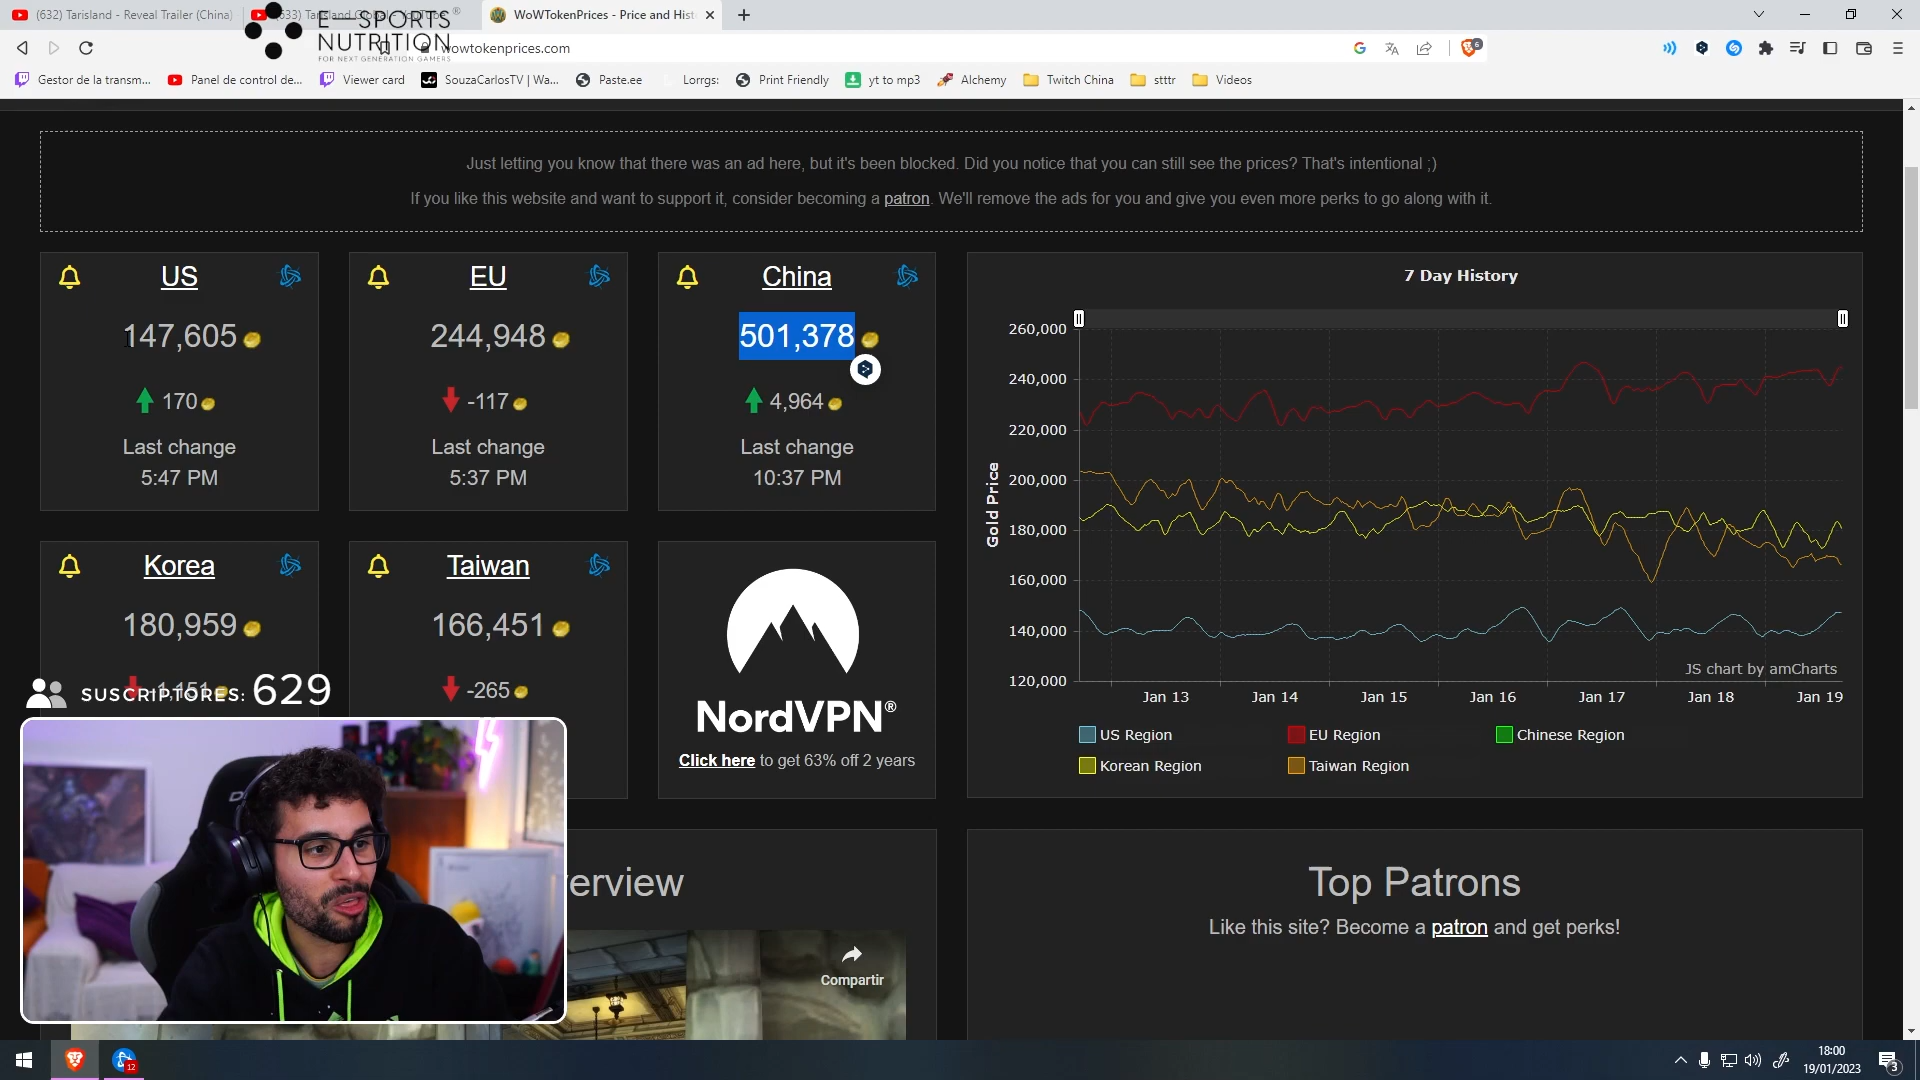 (632) Tarisland - Reveal Trailer (China)
(633) Tarisland Global - YouTube
WoWTokenPrices - Price and Hist
E-SPORTS®
NUTRITION
FOR NEXT GENERATION GAMERS
wowtokenprices.com
6
Gestor de la transm...
Panel de control de...
Viewer card
SouzaCarlosTV | Wa...
Paste.ee
Lorrgs:
Print Friendly
yt to mp3
Alchemy
Twitch China
stttr
Videos
Just letting you know that there was an ad here, but it's been blocked. Did you notice that you can still see the prices? That's intentional ;)
If you like this website and want to support it, consider becoming a patron. We'll remove the ads for you and give you even more perks to go along with it.
US
147,605
170
Last change
5:47 PM
EU
244,948
-117
Last change
5:37 PM
China
501,378
4,964
Last change
10:37 PM
7 Day History
Gold Price
260,000
240,000
220,000
200,000
180,000
160,000
140,000
120,000
Jan 13
Jan 14
Jan 15
Jan 16
Jan 17
Jan 18
Jan 19
JS chart by amCharts
US Region
EU Region
Chinese Region
Korean Region
Taiwan Region
Korea
180,959
-1,151
SUSCRIPTORES: 629
Taiwan
166,451
-265
NordVPN®
Click here to get 63% off 2 years
verview
Compartir
Top Patrons
Like this site? Become a patron and get perks!
12
18:00
19/01/2023
3